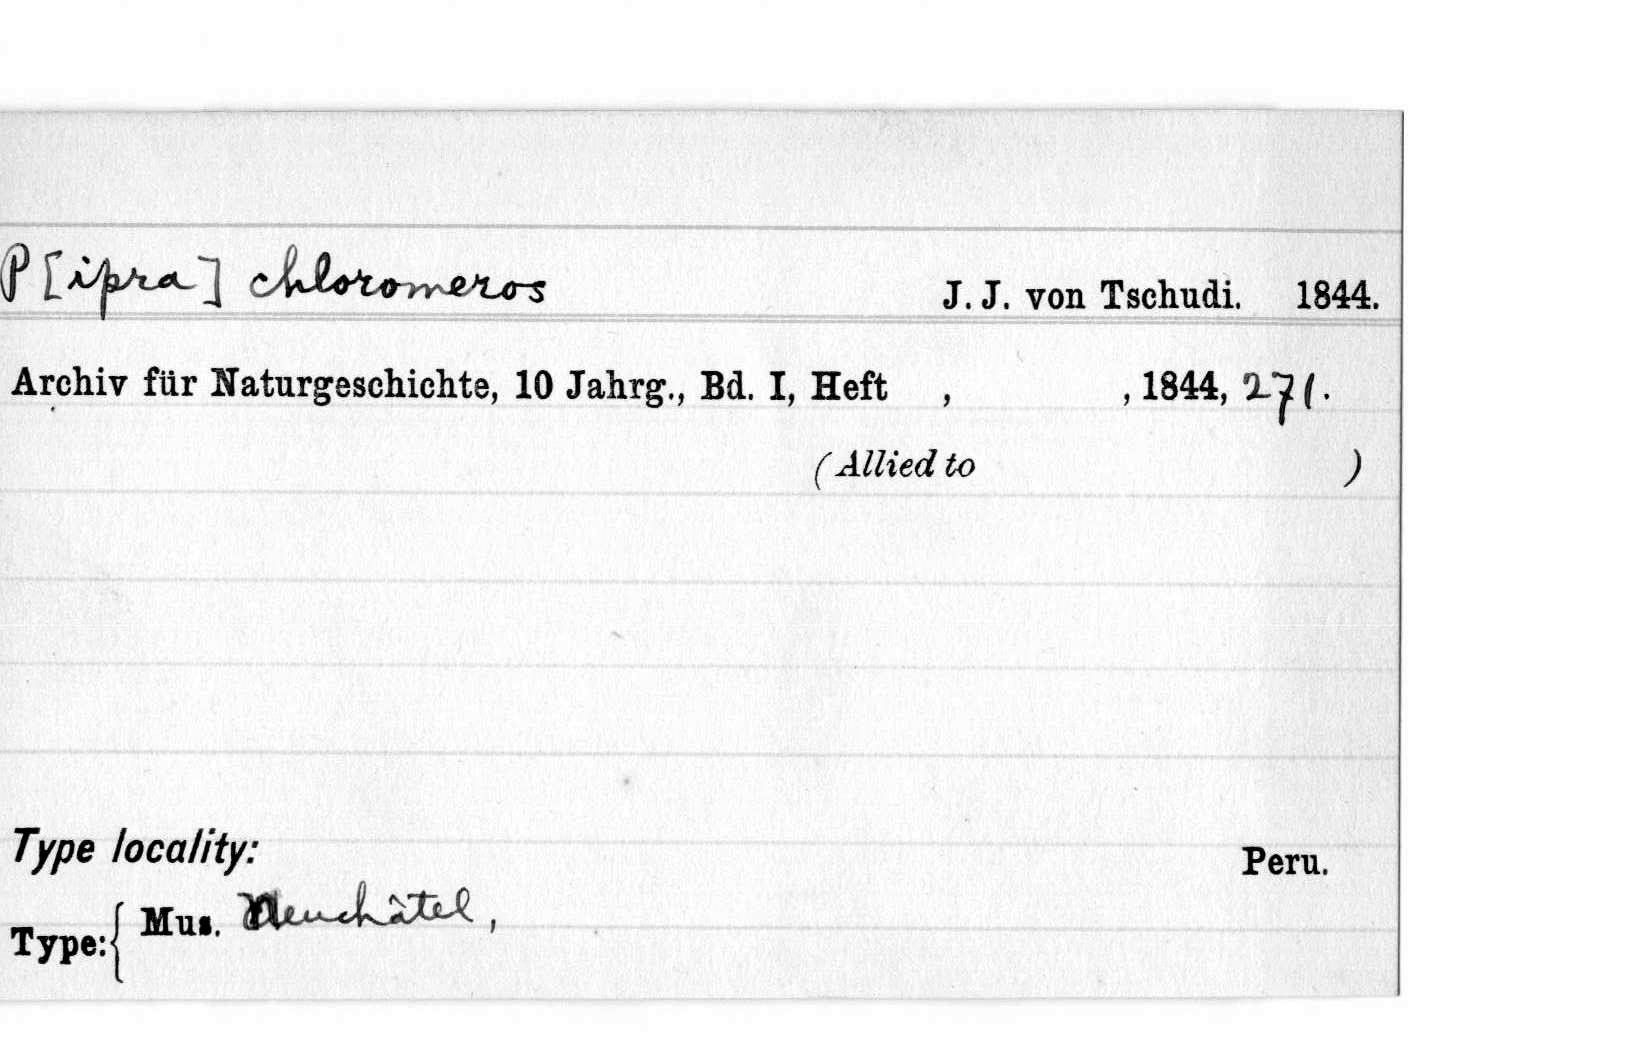 P[ipra] chloromeros J. J. von Tschudi. 1844.
Archiv für Naturgeschichte, 10 Jahrg., Bd. I, Heft , , 1844, 271.
(Allied to )
Type locality: Peru.
Type: { Mus. Neuchâtel,